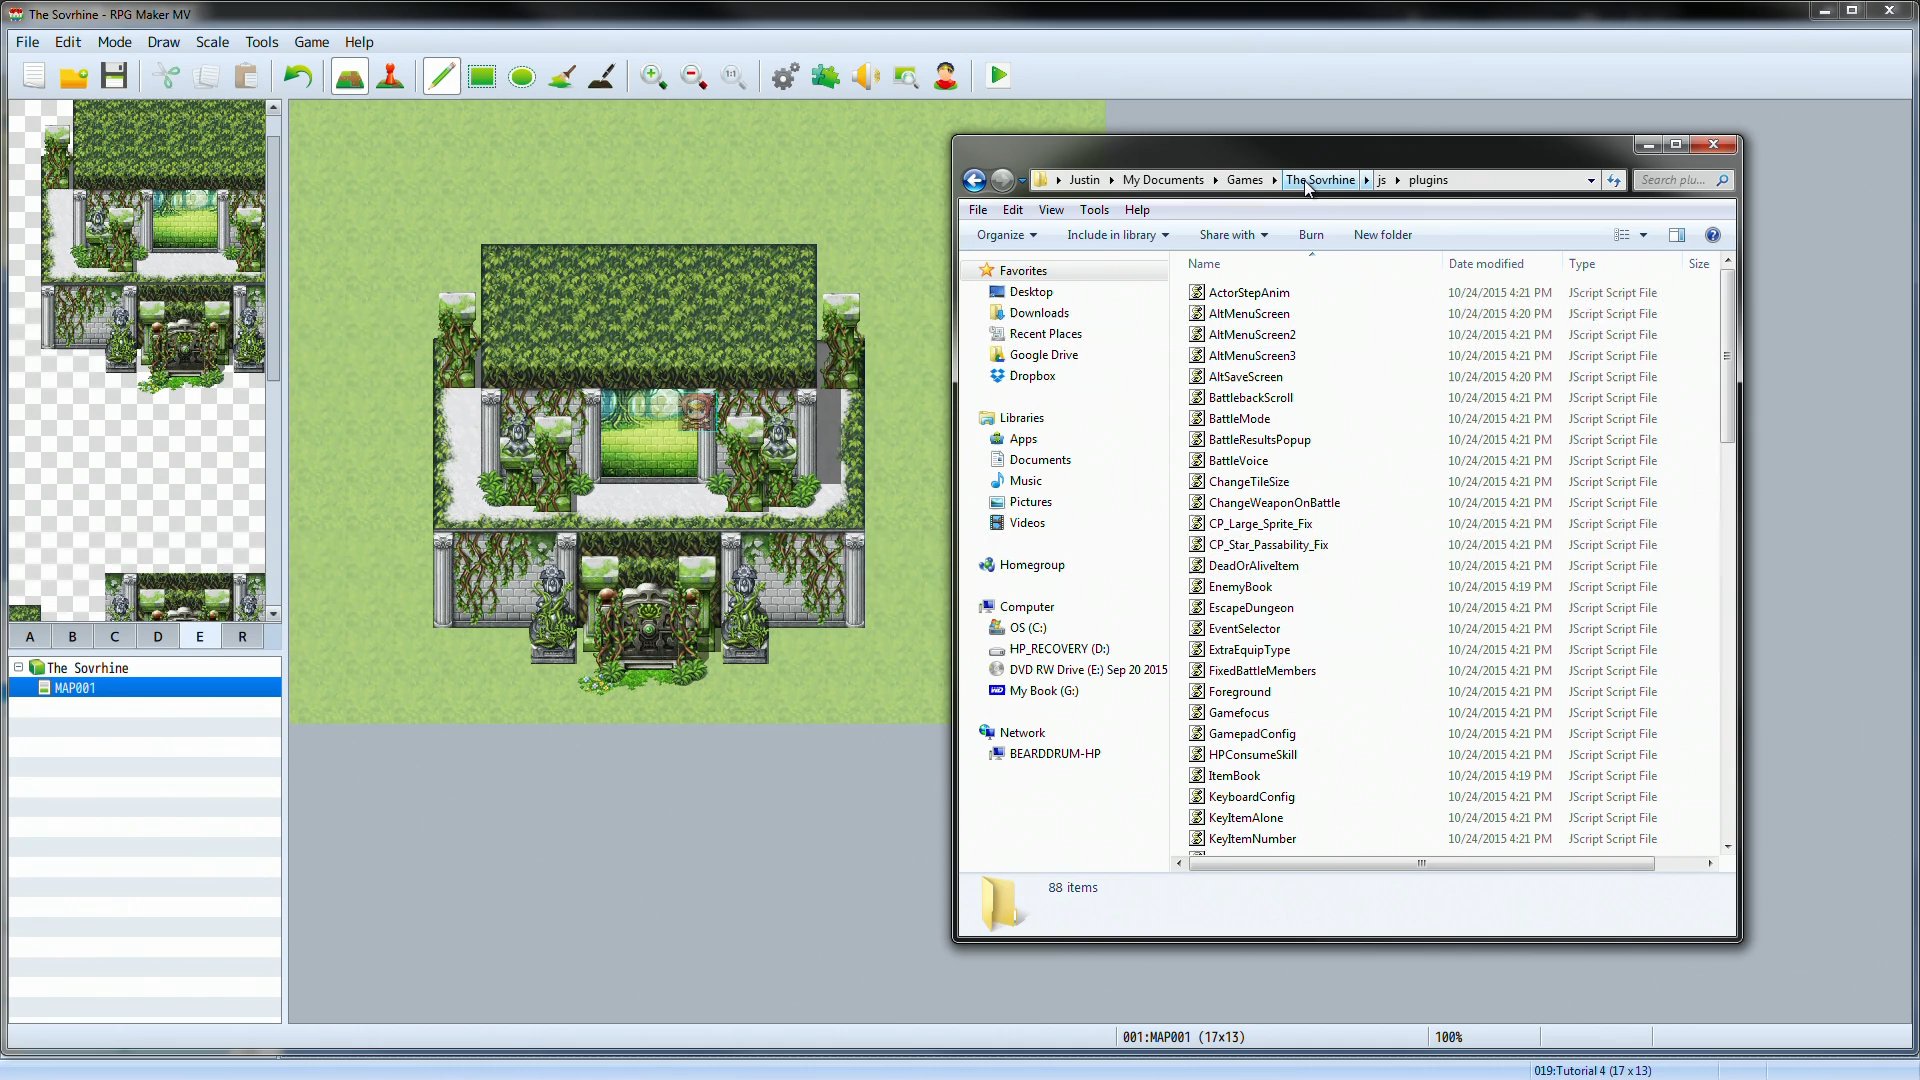 The Sovrhine - RPG Maker MV
File Edit Mode Draw Scale Tools Game Help
1:1
A B C D E R
The Sovrhine
MAP001
Justin My Documents Games The Sovrhine js plugins
Search plu...
File Edit View Tools Help
Organize Include in library Share with Burn New folder
Favorites
Desktop
Downloads
Recent Places
Google Drive
Dropbox
Libraries
Apps
Documents
Music
Pictures
Videos
Homegroup
Computer
OS (C:)
HP_RECOVERY (D:)
DVD RW Drive (E:) Sep 20 2015
My Book (G:)
Network
BEARDDRUM-HP
Name Date modified Type Size
ActorStepAnim 10/24/2015 4:21 PM JScript Script File
AltMenuScreen 10/24/2015 4:20 PM JScript Script File
AltMenuScreen2 10/24/2015 4:21 PM JScript Script File
AltMenuScreen3 10/24/2015 4:21 PM JScript Script File
AltSaveScreen 10/24/2015 4:20 PM JScript Script File
BattlebackScroll 10/24/2015 4:21 PM JScript Script File
BattleMode 10/24/2015 4:21 PM JScript Script File
BattleResultsPopup 10/24/2015 4:21 PM JScript Script File
BattleVoice 10/24/2015 4:21 PM JScript Script File
ChangeTileSize 10/24/2015 4:21 PM JScript Script File
ChangeWeaponOnBattle 10/24/2015 4:21 PM JScript Script File
CP_Large_Sprite_Fix 10/24/2015 4:21 PM JScript Script File
CP_Star_Passability_Fix 10/24/2015 4:21 PM JScript Script File
DeadOrAliveItem 10/24/2015 4:21 PM JScript Script File
EnemyBook 10/24/2015 4:19 PM JScript Script File
EscapeDungeon 10/24/2015 4:21 PM JScript Script File
EventSelector 10/24/2015 4:21 PM JScript Script File
ExtraEquipType 10/24/2015 4:21 PM JScript Script File
FixedBattleMembers 10/24/2015 4:21 PM JScript Script File
Foreground 10/24/2015 4:21 PM JScript Script File
Gamefocus 10/24/2015 4:21 PM JScript Script File
GamepadConfig 10/24/2015 4:21 PM JScript Script File
HPConsumeSkill 10/24/2015 4:21 PM JScript Script File
ItemBook 10/24/2015 4:19 PM JScript Script File
KeyboardConfig 10/24/2015 4:21 PM JScript Script File
KeyItemAlone 10/24/2015 4:21 PM JScript Script File
KeyItemNumber 10/24/2015 4:21 PM JScript Script File
88 items
001:MAP001 (17x13) 100%
019:Tutorial 4 (17 x 13)